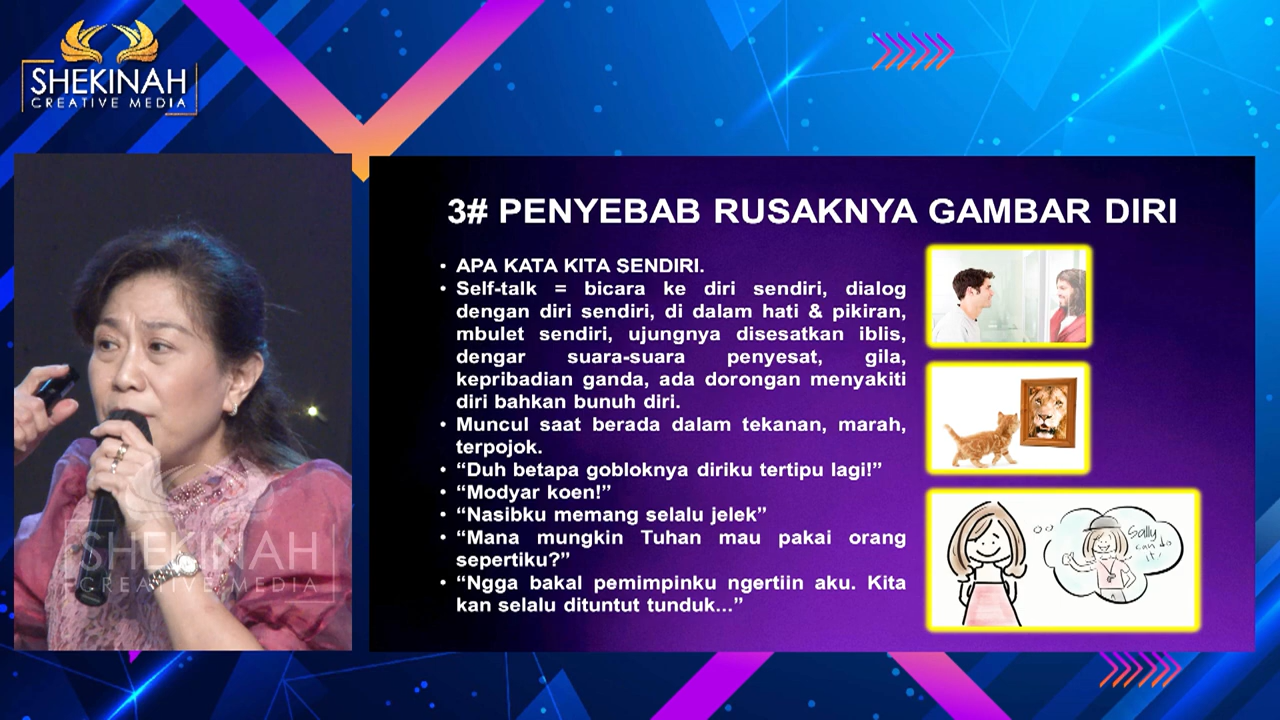 SHEKINAH
CREATIVE MEDIA
3# PENYEBAB RUSAKNYA GAMBAR DIRI
• APA KATA KITA SENDIRI.
• Self-talk = bicara ke diri sendiri, dialog
dengan diri sendiri, di dalam hati & pikiran,
mbulet sendiri, ujungnya disesatkan iblis,
dengar suara-suara penyesat, gila,
kepribadian ganda, ada dorongan menyakiti
diri bahkan bunuh diri.
• Muncul saat berada dalam tekanan, marah,
terpojok.
• “Duh betapa gobloknya diriku tertipu lagi!”
• “Modyar koen!”
• “Nasibku memang selalu jelek”
• “Mana mungkin Tuhan mau pakai orang
sepertiku?”
• “Ngga bakal pemimpinku ngertiin aku. Kita
kan selalu dituntut tunduk...”
Sally
can do
it!
SHEKINAH
CREATIVE MEDIA